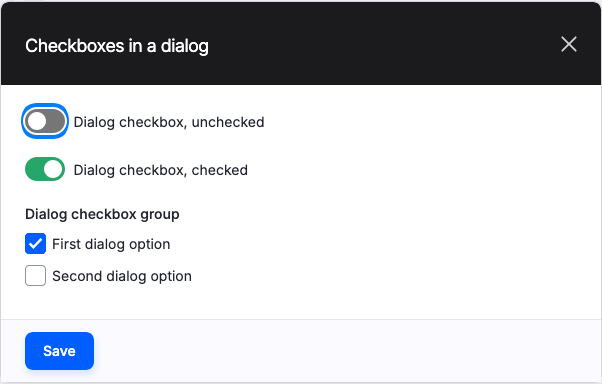 Checkboxes in a dialog
Dialog checkbox, unchecked
Dialog checkbox, checked
Dialog checkbox group
First dialog option
Second dialog option
Save